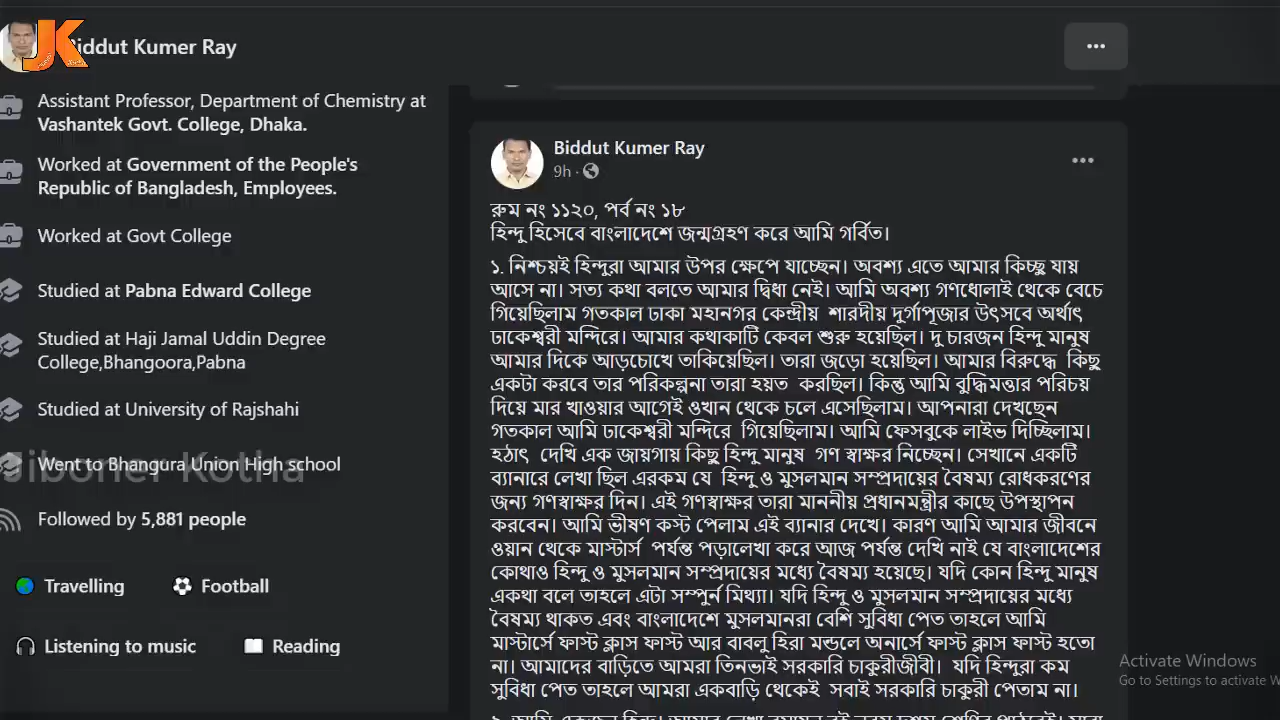 JK
Biddut Kumer Ray
Assistant Professor, Department of Chemistry at
Vashantek Govt. College, Dhaka.
Worked at Government of the People's
Republic of Bangladesh, Employees.
Worked at Govt College
Studied at Pabna Edward College
Studied at Haji Jamal Uddin Degree
College,Bhangoora,Pabna
Studied at University of Rajshahi
Went to Bhangura Union High school
Jiboner Kotha
Followed by 5,881 people
Travelling
Football
Listening to music
Reading
Biddut Kumer Ray
9h ·
রুম নং ১১২০, পর্ব নং ১৮
হিন্দু হিসেবে বাংলাদেশে জন্মগ্রহণ করে আমি গর্বিত।
১. নিশ্চয়ই হিন্দুরা আমার উপর ক্ষেপে যাচ্ছেন। অবশ্য এতে আমার কিচ্ছু যায়
আসে না। সত্য কথা বলতে আমার দ্বিধা নেই। আমি অবশ্য গণধোলাই থেকে বেচে
গিয়েছিলাম গতকাল ঢাকা মহানগর কেন্দ্রীয় শারদীয় দুর্গাপূজার উৎসবে অর্থাৎ
ঢাকেশ্বরী মন্দিরে। আমার কথাকাটি কেবল শুরু হয়েছিল। দু চারজন হিন্দু মানুষ
আমার দিকে আড়চোখে তাকিয়েছিল। তারা জড়ো হয়েছিল। আমার বিরুদ্ধে কিছু
একটা করবে তার পরিকল্পনা তারা হয়ত করছিল। কিন্তু আমি বুদ্ধিমত্তার পরিচয়
দিয়ে মার খাওয়ার আগেই ওখান থেকে চলে এসেছিলাম। আপনারা দেখছেন
গতকাল আমি ঢাকেশ্বরী মন্দিরে গিয়েছিলাম। আমি ফেসবুকে লাইভ দিচ্ছিলাম।
হঠাৎ দেখি এক জায়গায় কিছু হিন্দু মানুষ গণ স্বাক্ষর নিচ্ছেন। সেখানে একটি
ব্যানারে লেখা ছিল এরকম যে হিন্দু ও মুসলমান সম্প্রদায়ের বৈষম্য রোধকরণের
জন্য গণস্বাক্ষর দিন। এই গণস্বাক্ষর তারা মাননীয় প্রধানমন্ত্রীর কাছে উপস্থাপন
করবেন। আমি ভীষণ কস্ট পেলাম এই ব্যানার দেখে। কারণ আমি আমার জীবনে
ওয়ান থেকে মাস্টার্স পর্যন্ত পড়ালেখা করে আজ পর্যন্ত দেখি নাই যে বাংলাদেশের
কোথাও হিন্দু ও মুসলমান সম্প্রদায়ের মধ্যে বৈষম্য হয়েছে। যদি কোন হিন্দু মানুষ
একথা বলে তাহলে এটা সম্পুর্ন মিথ্যা। যদি হিন্দু ও মুসলমান সম্প্রদায়ের মধ্যে
বৈষম্য থাকত এবং বাংলাদেশে মুসলমানরা বেশি সুবিধা পেত তাহলে আমি
মাস্টার্সে ফাস্ট ক্লাস ফাস্ট আর বাবলু হিরা মন্ডলে অনার্সে ফাস্ট ক্লাস ফাস্ট হতো
না। আমাদের বাড়িতে আমরা তিনভাই সরকারি চাকুরীজীবী। যদি হিন্দুরা কম
সুবিধা পেত তাহলে আমরা একবাড়ি থেকেই সবাই সরকারি চাকুরী পেতাম না।
Activate Windows
Go to Settings to activate W